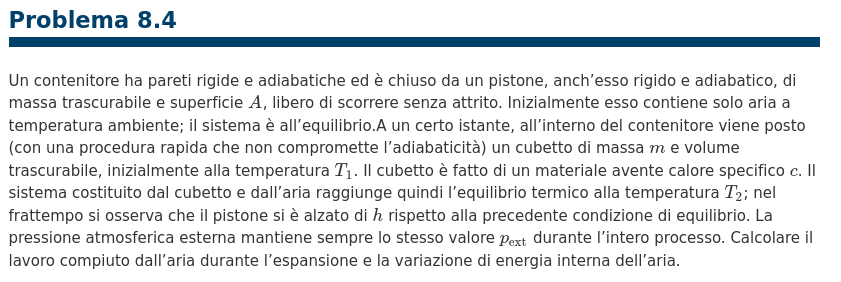 Problema 8.4
Un contenitore ha pareti rigide e adiabatiche ed è chiuso da un pistone, anch’esso rigido e adiabatico, di
massa trascurabile e superficie A, libero di scorrere senza attrito. Inizialmente esso contiene solo aria a
temperatura ambiente; il sistema è all’equilibrio.A un certo istante, all’interno del contenitore viene posto
(con una procedura rapida che non compromette l’adiabaticità) un cubetto di massa m e volume
trascurabile, inizialmente alla temperatura T₁. Il cubetto è fatto di un materiale avente calore specifico c. Il
sistema costituito dal cubetto e dall’aria raggiunge quindi l’equilibrio termico alla temperatura T₂; nel
frattempo si osserva che il pistone si è alzato di h rispetto alla precedente condizione di equilibrio. La
pressione atmosferica esterna mantiene sempre lo stesso valore p_ext durante l’intero processo. Calcolare il
lavoro compiuto dall’aria durante l’espansione e la variazione di energia interna dell’aria.